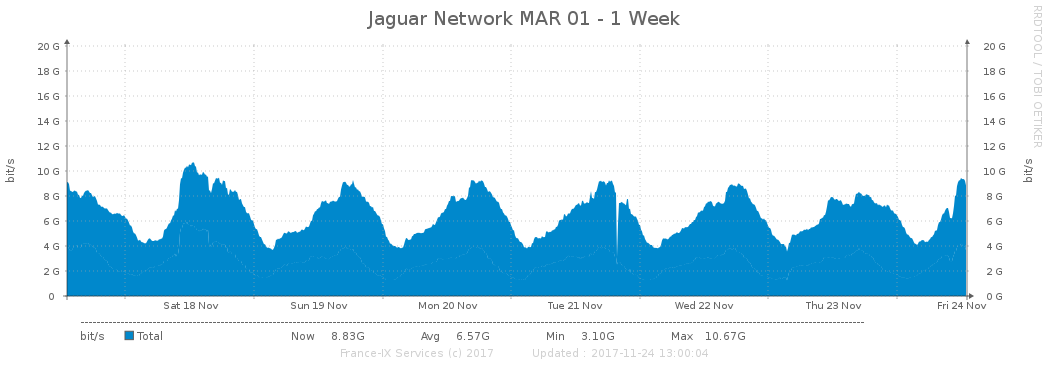 Jaguar Network MAR 01 - 1 Week
RRDTOOL / TOBI OETIKER
bit/s
20 G
18 G
16 G
14 G
12 G
10 G
8 G
6 G
4 G
2 G
0
20 G
18 G
16 G
14 G
12 G
10 G
8 G
6 G
4 G
2 G
0 G
bit/s
Sat 18 Nov Sun 19 Nov Mon 20 Nov Tue 21 Nov Wed 22 Nov Thu 23 Nov Fri 24 Nov
bit/s Total Now 8.83G Avg 6.57G Min 3.10G Max 10.67G
France-IX Services (c) 2017 Updated : 2017-11-24 13:00:04